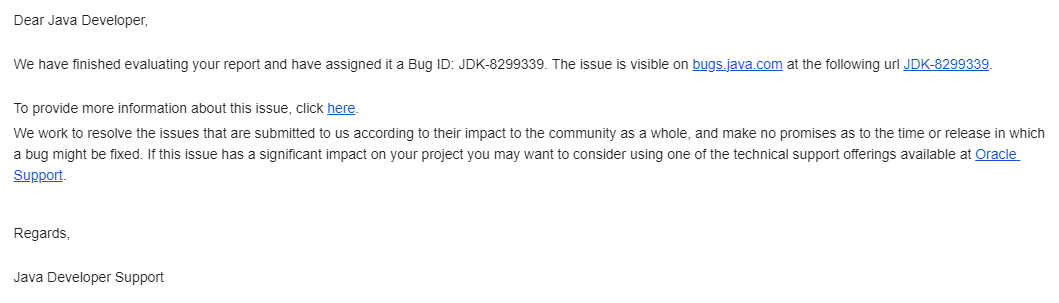 Dear Java Developer,
We have finished evaluating your report and have assigned it a Bug ID: JDK-8299339. The issue is visible on bugs.java.com at the following url JDK-8299339.
To provide more information about this issue, click here.
We work to resolve the issues that are submitted to us according to their impact to the community as a whole, and make no promises as to the time or release in which
a bug might be fixed. If this issue has a significant impact on your project you may want to consider using one of the technical support offerings available at Oracle
Support.
Regards,
Java Developer Support